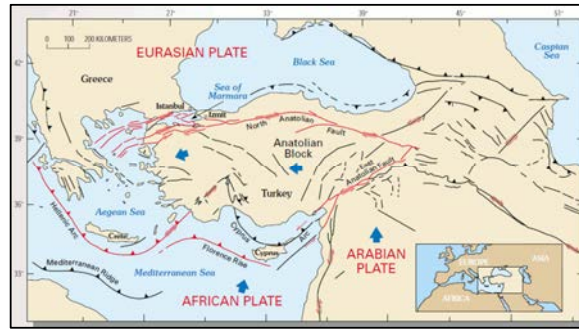 21° 27° 33° 45° 51°
0 100 200 KILOMETERS
EURASIAN PLATE
Black Sea
Caspian
Sea
42°
Greece
Sea of
Marmara
Istanbul
Izmit
North Anatolian Fault
39°
Anatolian
Block
East
Anatolian Fault
Turkey
36°
Aegean Sea
Hellenic Arc
Crete
Cyprus Arc
Cyprus
Florence Rise
33°
Mediterranean Ridge
Mediterranean Sea
ARABIAN
PLATE
AFRICAN PLATE
EUROPE
ASIA
AFRICA